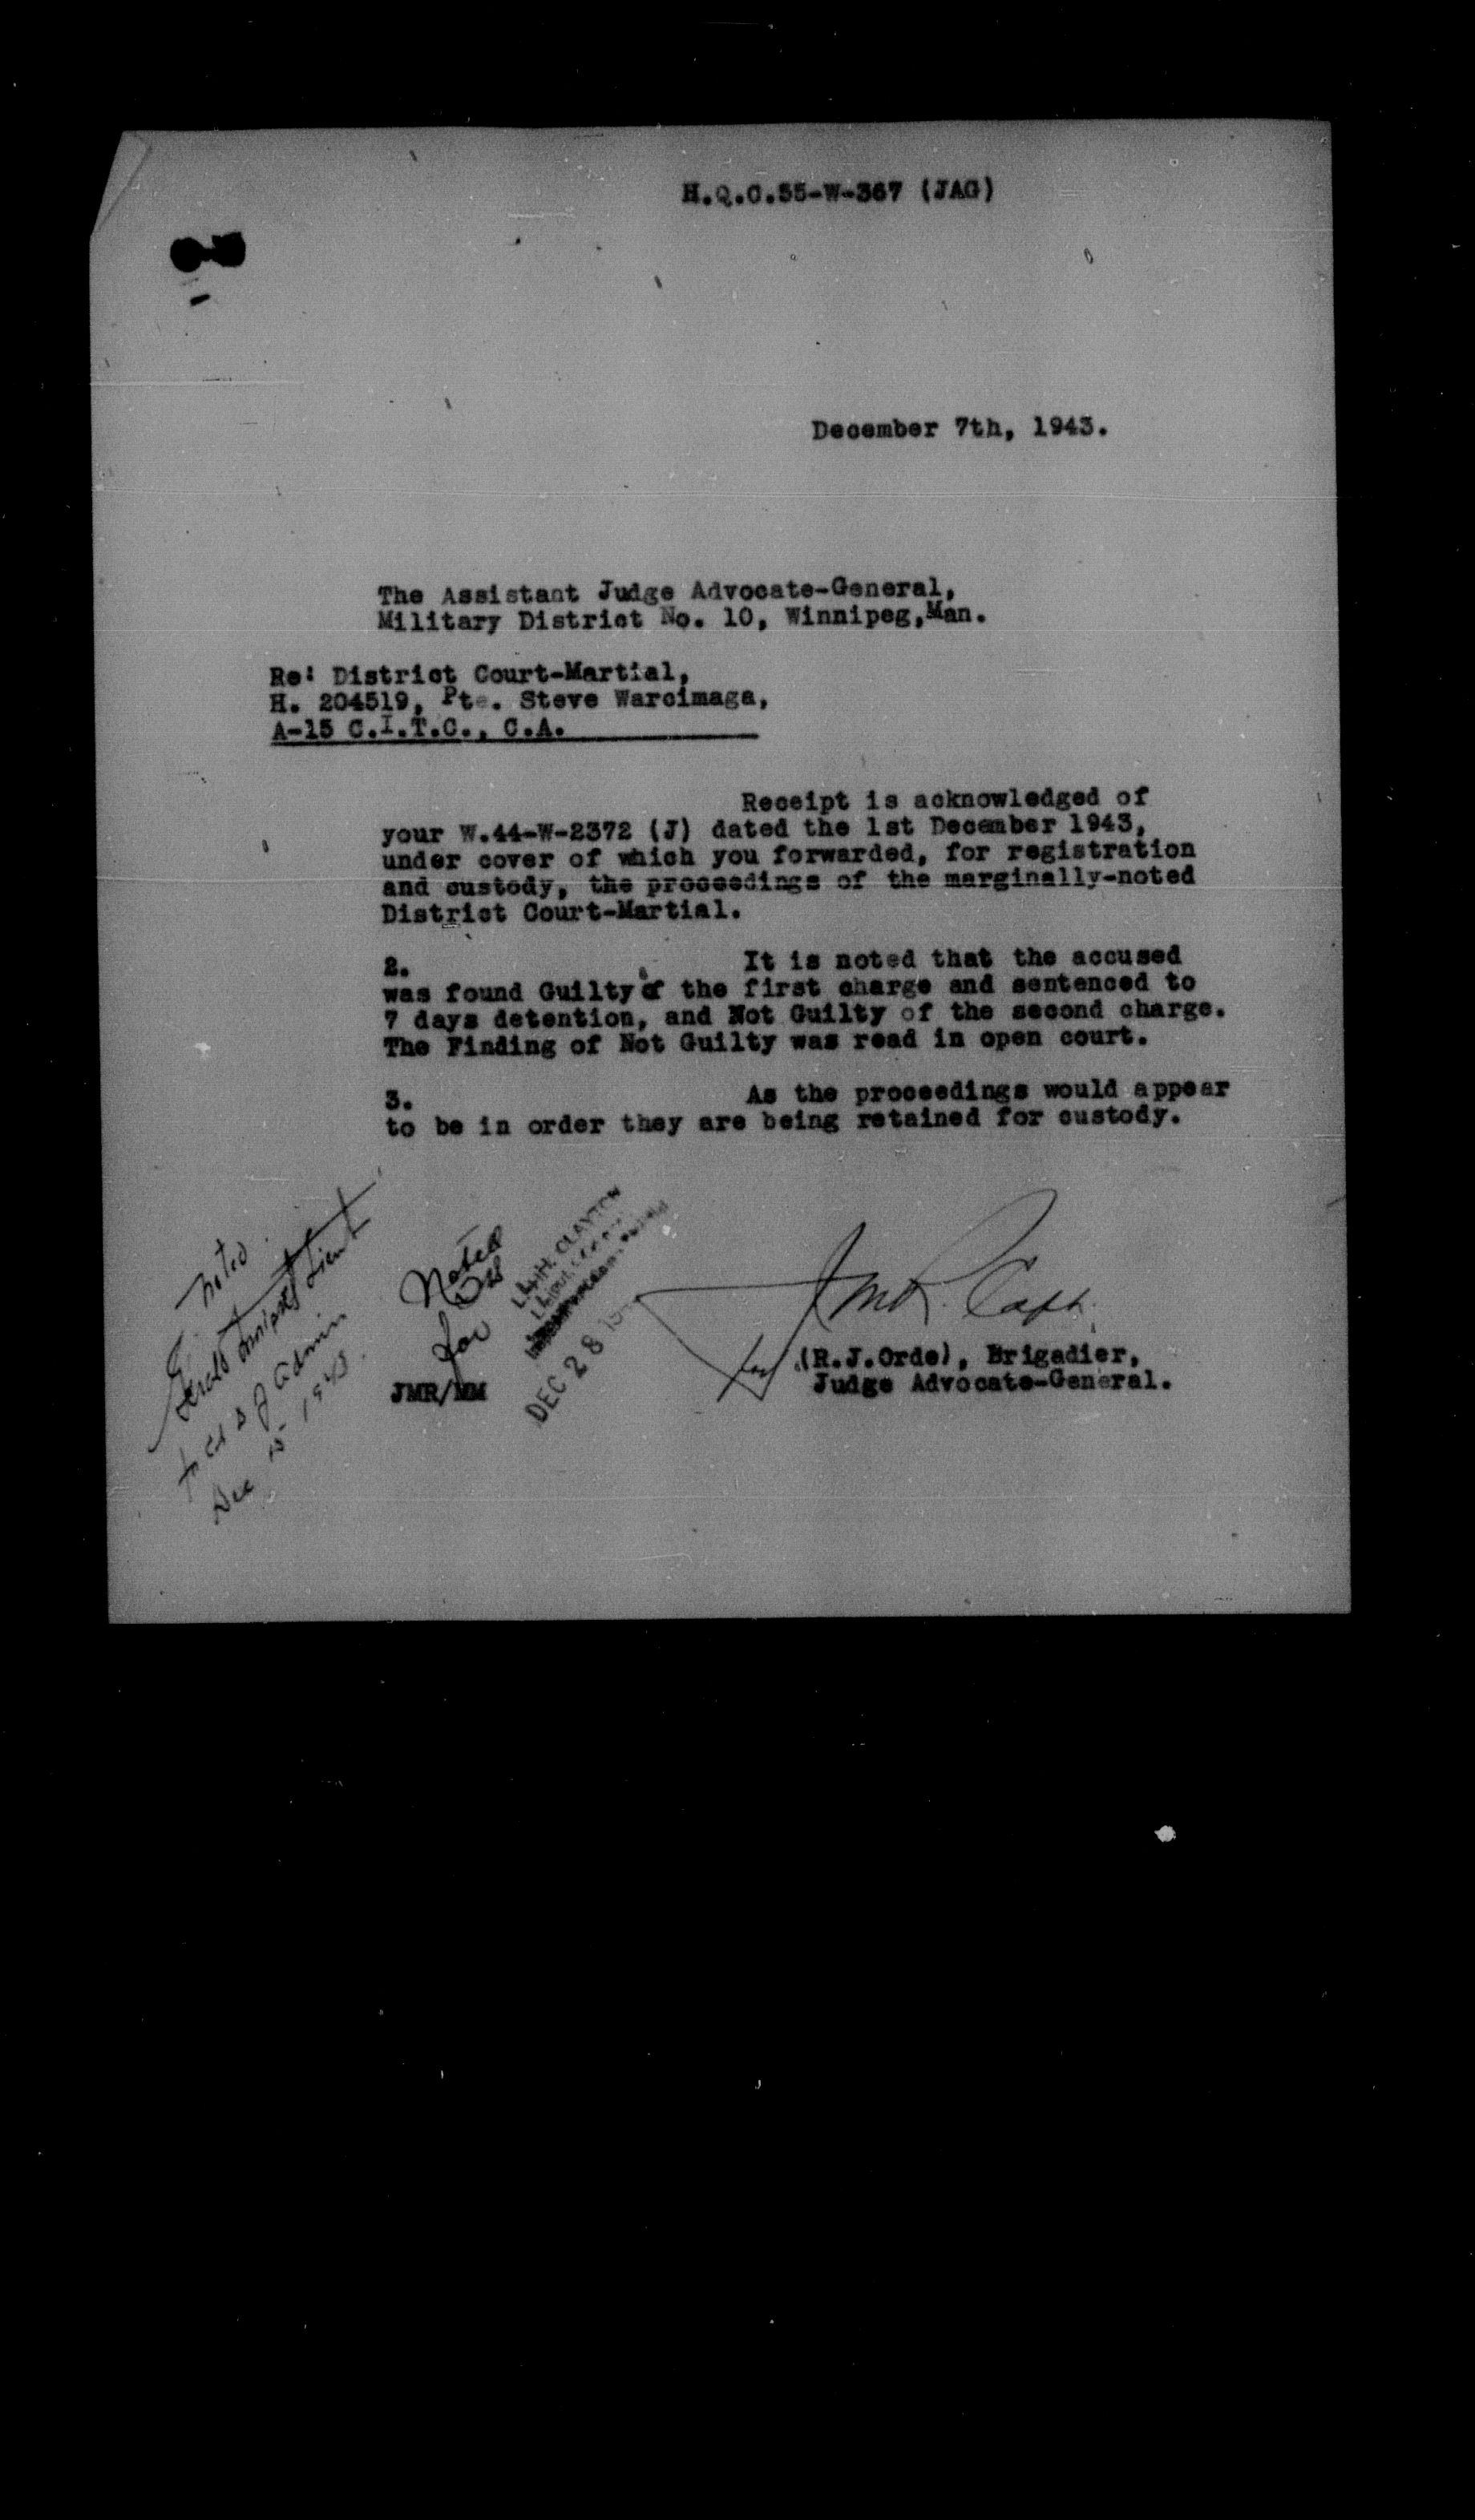 H.Q.C.55-W-367 (JAG)
December 7th, 1943.
The Assistant Judge Advocate-General,
Military District No. 10, Winnipeg,Man.
Re: District Court-Martial,
H. 204519, Pte. Steve Warcimaga,
A-15 C.I.T.C., C.A.
Receipt is acknowledged of
your W.44-W-2372 (J) dated the 1st December 1943,
under cover of which you forwarded, for registration
and custody, the proceedings of the marginally-noted
District Court-Martial.
2. It is noted that the accused
was found Guilty of the first charge and sentenced to
7 days detention, and Not Guilty of the second charge.
The Finding of Not Guilty was read in open court.
3. As the proceedings would appear
to be in order they are being retained for custody.
Noted
Admin
Dec 15 1943
Noted
for
H. CLAYTON
DEC 28
JMR Capt.
for (R.J.Orde), Brigadier,
Judge Advocate-General.
JMR/MM